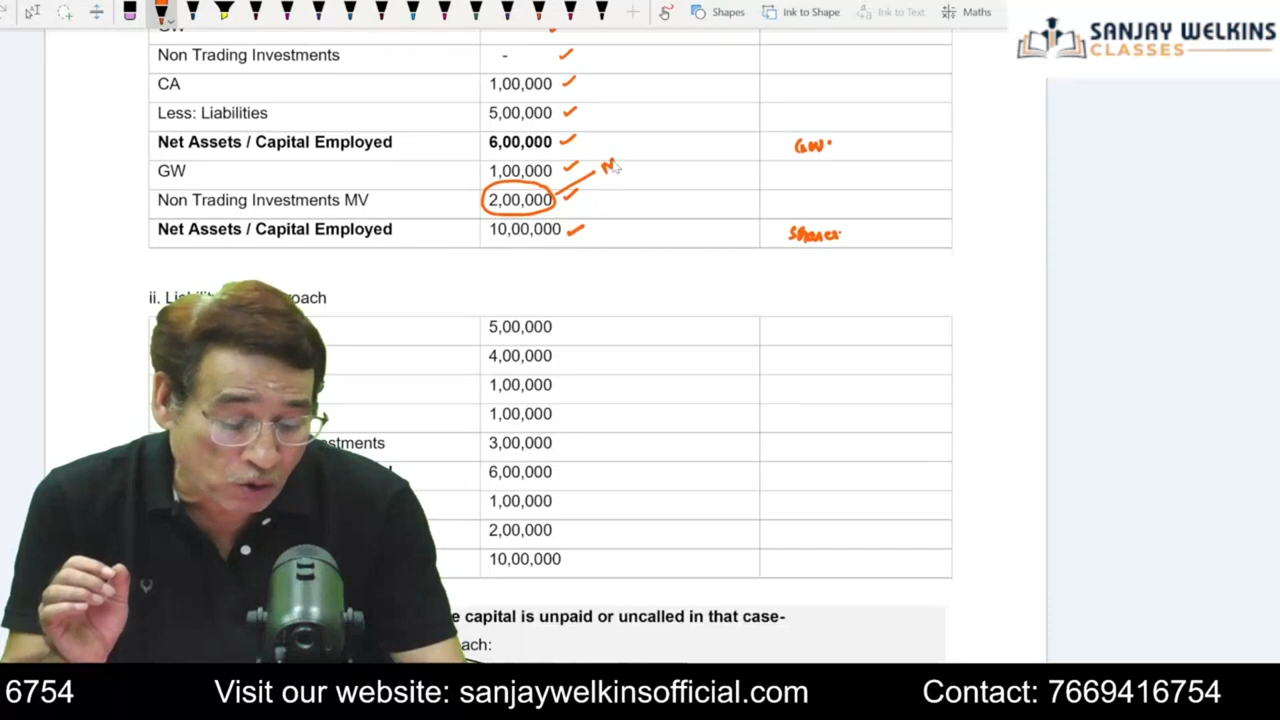 Shapes Ink to Shape Ink to Text Maths
SANJAY WELKINS
CLASSES
Non Trading Investments -
CA 1,00,000
Less: Liabilities 5,00,000
Net Assets / Capital Employed 6,00,000 GW.
GW 1,00,000
Non Trading Investments MV 2,00,000
Net Assets / Capital Employed 10,00,000 Shares.
ii.
5,00,000
4,00,000
1,00,000
1,00,000
3,00,000
6,00,000
1,00,000
2,00,000
10,00,000
capital is unpaid or uncalled in that case-
6754 Visit our website: sanjaywelkinsofficial.com Contact: 7669416754